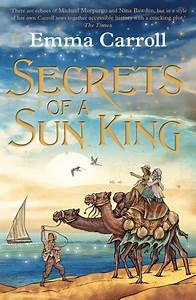 'There are echoes of Michael Morpurgo and Nina Bawden, but in a style
of her own Carroll sews together accessible history with a cracking plot.'
The Times
Emma Carroll
SECRETS
OF A
SUN KING